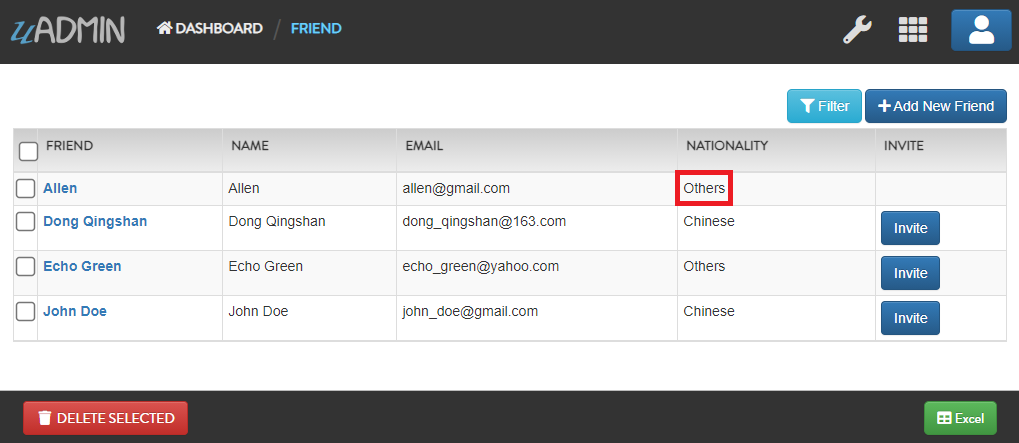 uADMIN DASHBOARD / FRIEND
Filter Add New Friend
FRIEND NAME EMAIL NATIONALITY INVITE
Allen Allen allen@gmail.com Others
Dong Qingshan Dong Qingshan dong_qingshan@163.com Chinese Invite
Echo Green Echo Green echo_green@yahoo.com Others Invite
John Doe John Doe john_doe@gmail.com Chinese Invite
DELETE SELECTED Excel